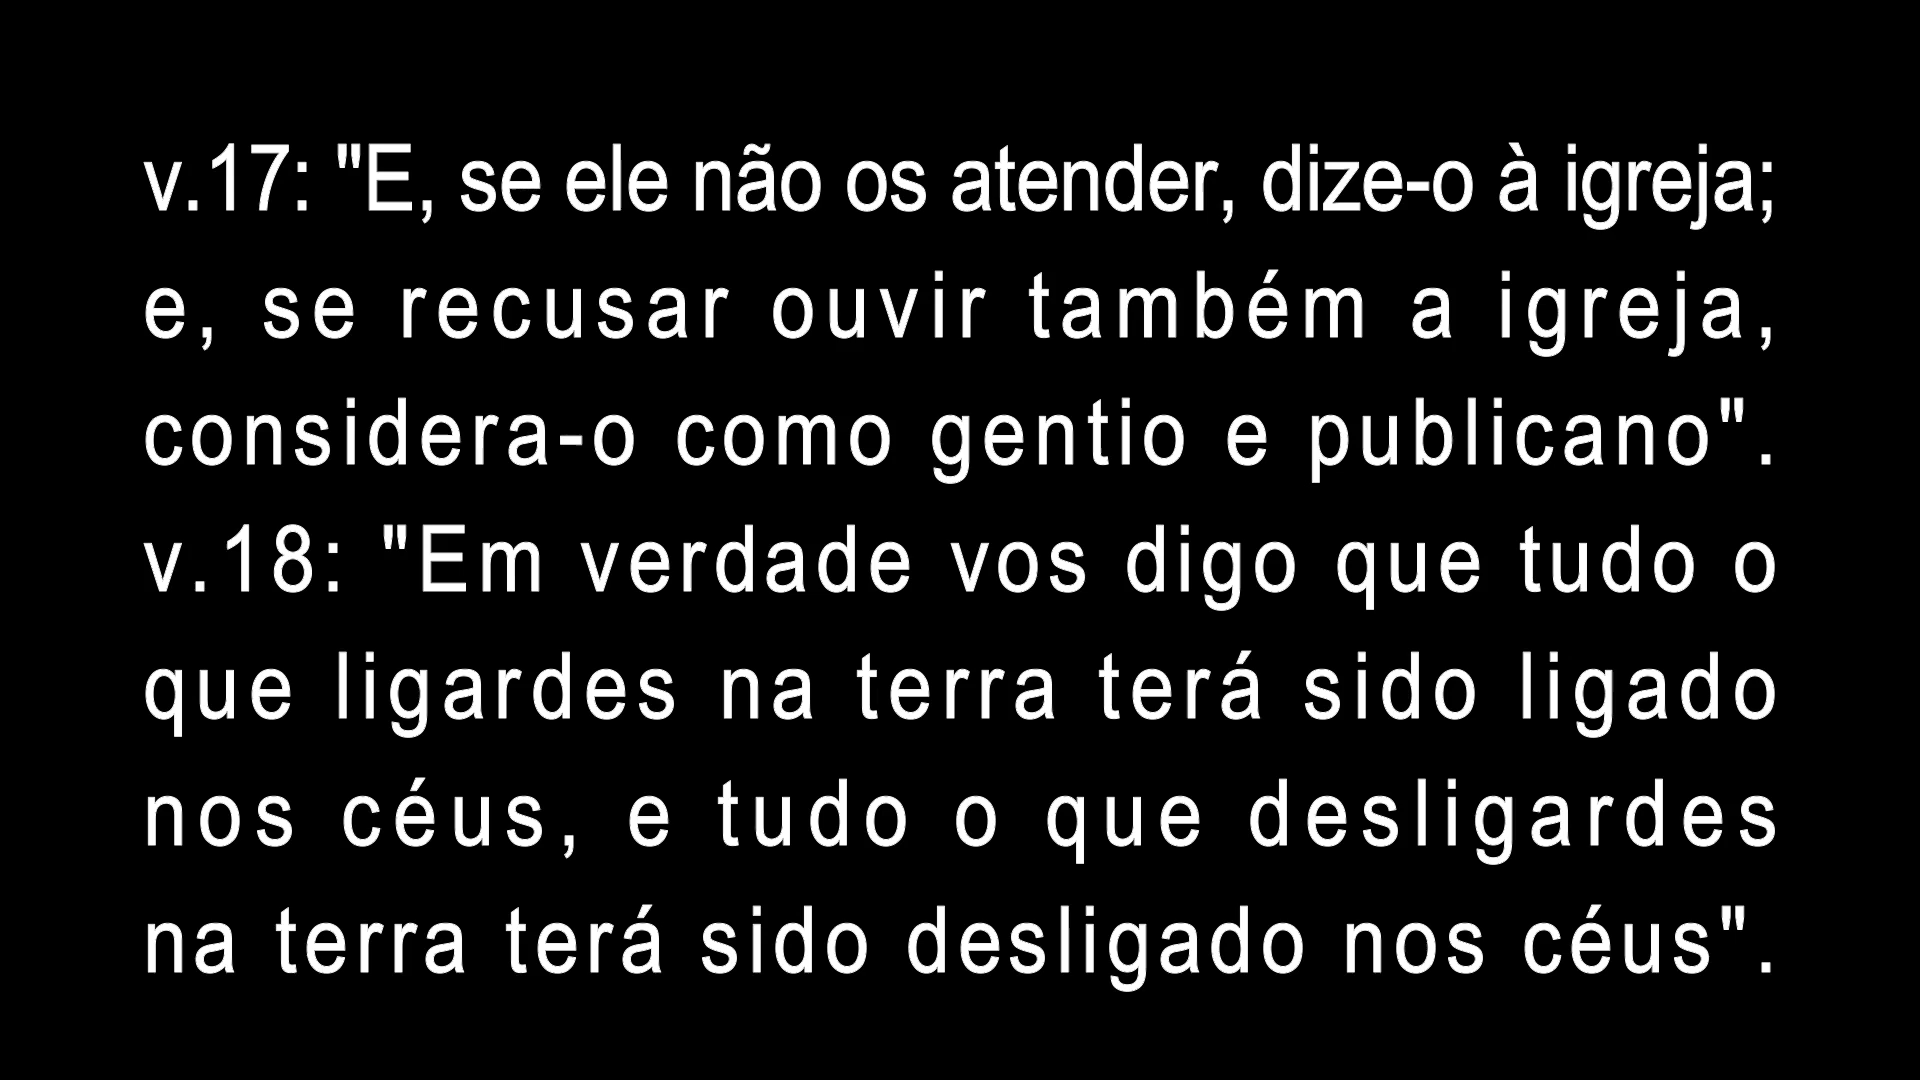 v.17: "E, se ele não os atender, dize-o à igreja;
e, se recusar ouvir também a igreja,
considera-o como gentio e publicano".
v.18: "Em verdade vos digo que tudo o
que ligardes na terra terá sido ligado
nos céus, e tudo o que desligardes
na terra terá sido desligado nos céus".